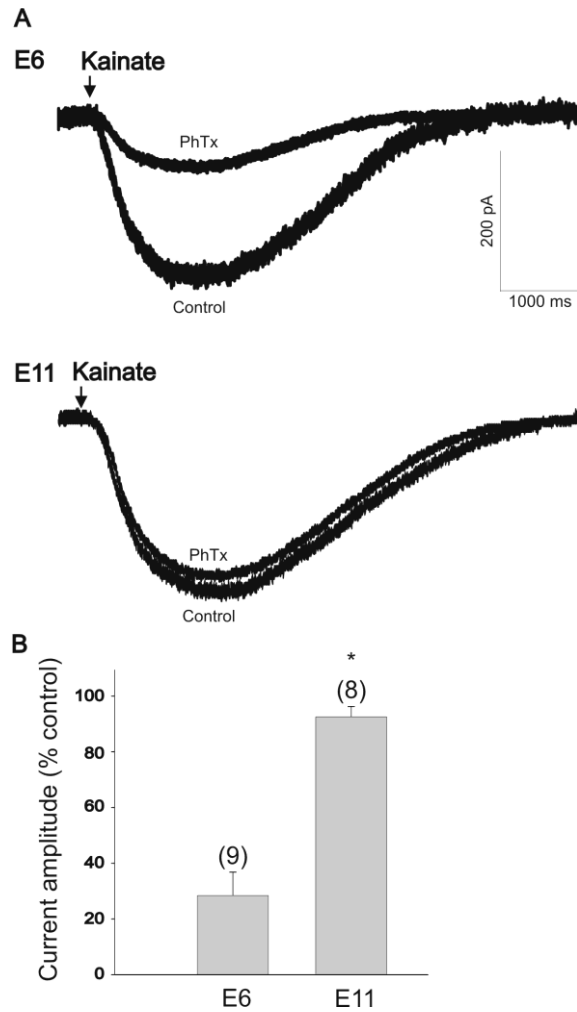 A
E6 Kainate
PhTx
Control
200 pA
1000 ms
E11 Kainate
PhTx
Control
B
Current amplitude (% control)
100
80
60
40
20
0
(9)
*
(8)
E6
E11